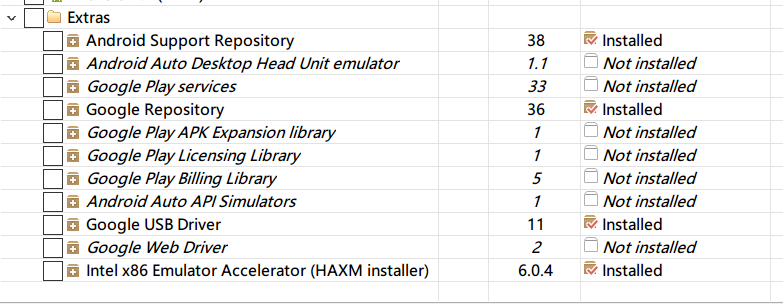 Extras
Android Support Repository 38 Installed
Android Auto Desktop Head Unit emulator 1.1 Not installed
Google Play services 33 Not installed
Google Repository 36 Installed
Google Play APK Expansion library 1 Not installed
Google Play Licensing Library 1 Not installed
Google Play Billing Library 5 Not installed
Android Auto API Simulators 1 Not installed
Google USB Driver 11 Installed
Google Web Driver 2 Not installed
Intel x86 Emulator Accelerator (HAXM installer) 6.0.4 Installed